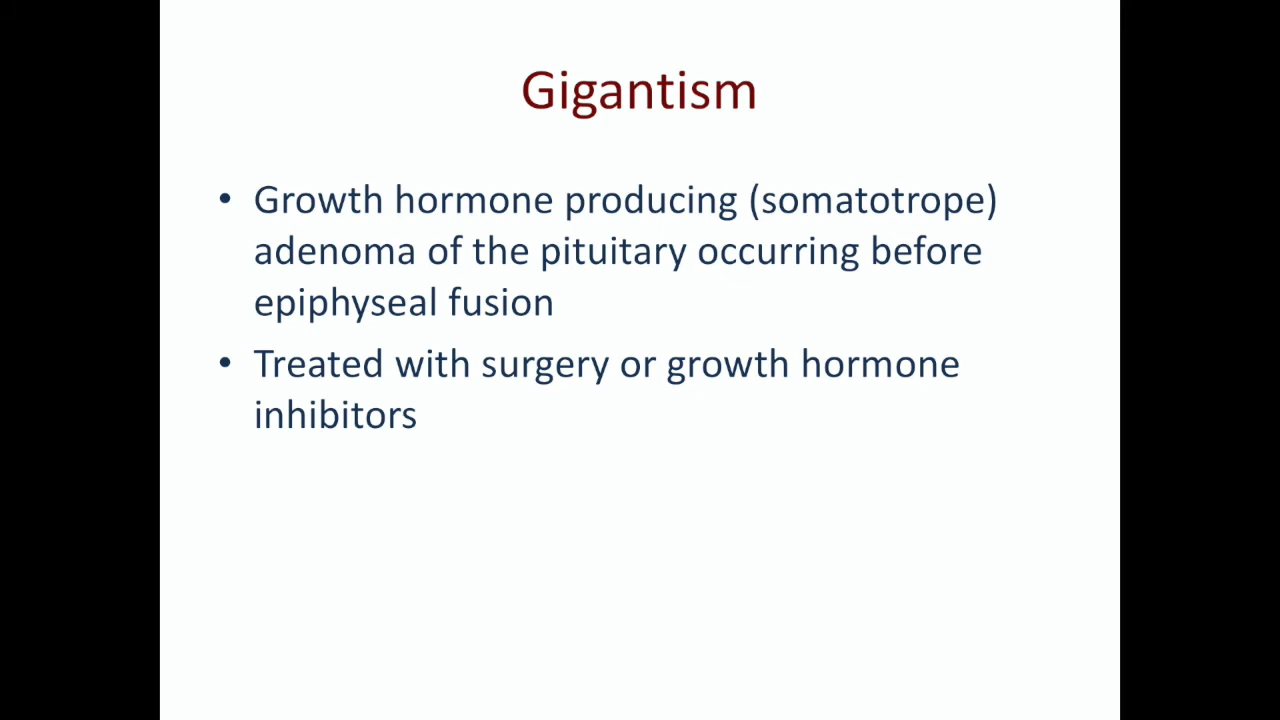 Gigantism
• Growth hormone producing (somatotrope)
adenoma of the pituitary occurring before
epiphyseal fusion
• Treated with surgery or growth hormone
inhibitors